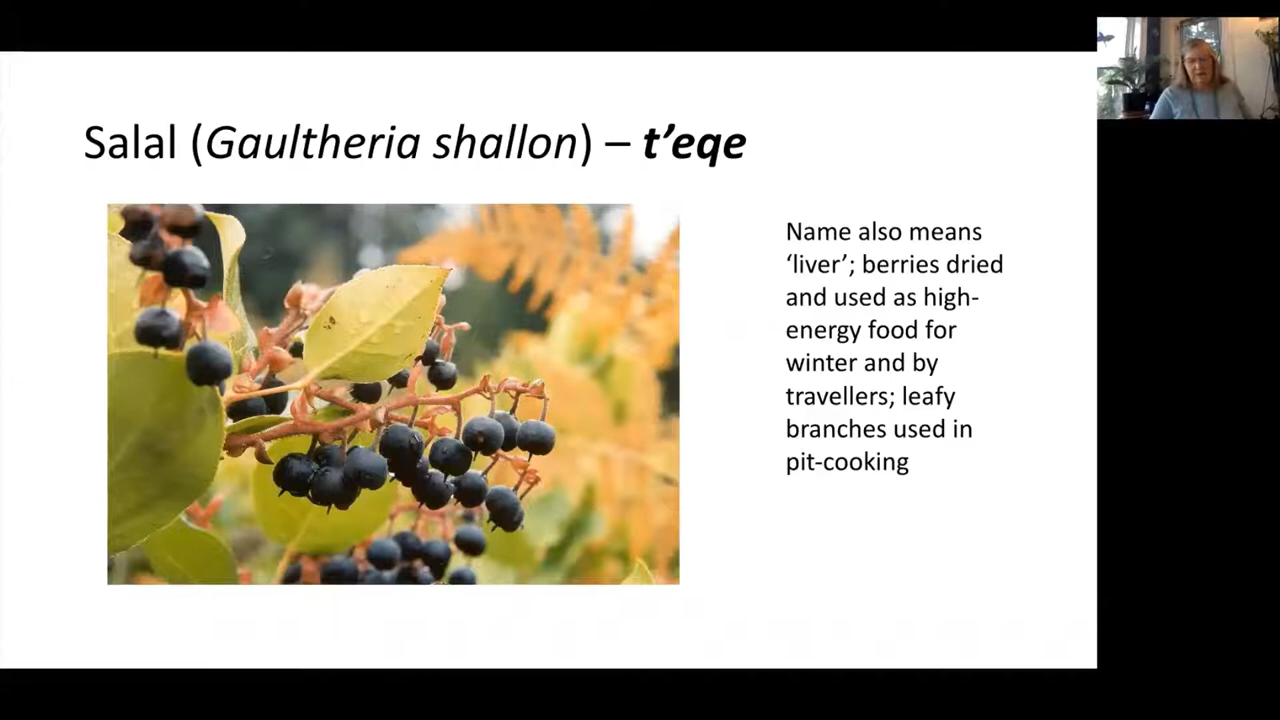 Salal (Gaultheria shallon) – t’eqe
Name also means
‘liver’; berries dried
and used as high-
energy food for
winter and by
travellers; leafy
branches used in
pit-cooking